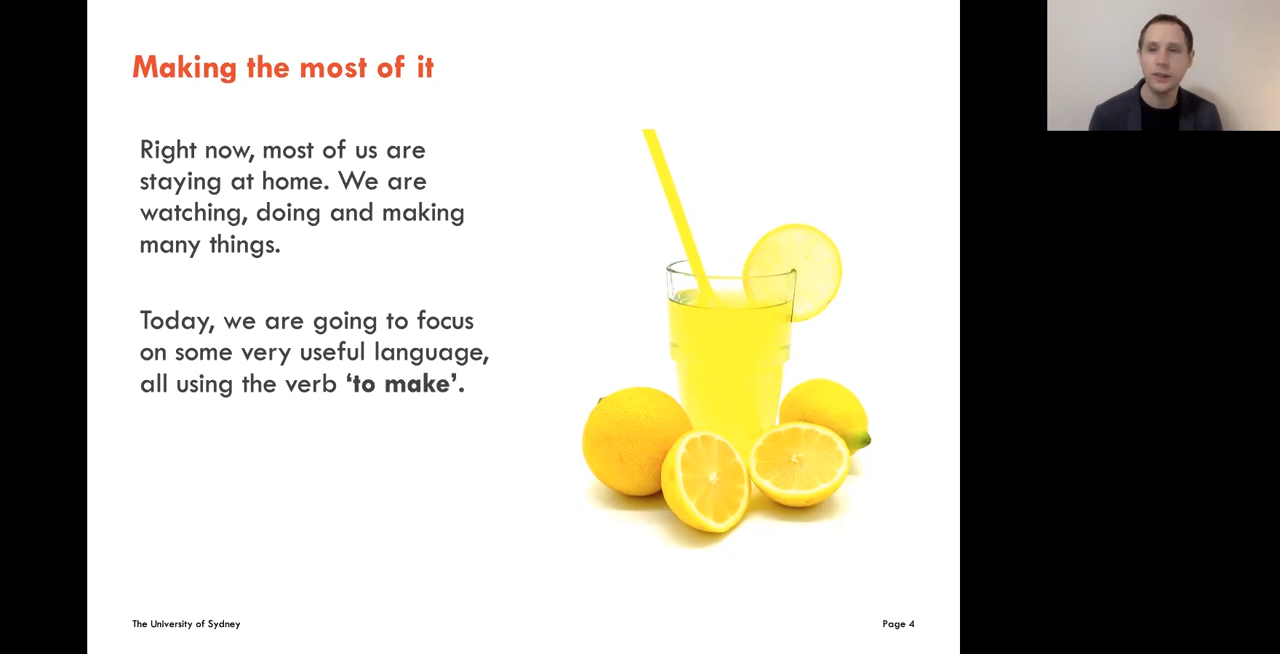 Making the most of it
Right now, most of us are
staying at home. We are
watching, doing and making
many things.
Today, we are going to focus
on some very useful language,
all using the verb ‘to make’.
The University of Sydney
Page 4